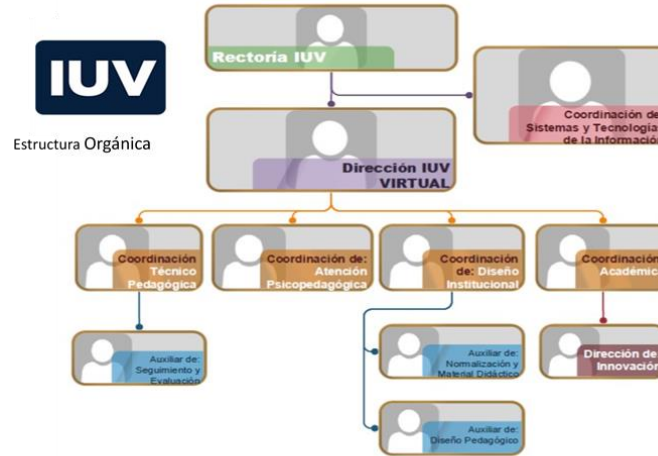 IUV
Estructura Orgánica
Rectoría IUV
Coordinación de
Sistemas y Tecnologías
de la Información
Dirección IUV
VIRTUAL
Coordinación
Técnico
Pedagógica
Coordinación de:
Atención
Psicopedagógica
Coordinación
de: Diseño
Institucional
Coordinación
Académica
Auxiliar de:
Seguimiento y
Evaluación
Auxiliar de:
Normalización y
Material Didáctico
Dirección de
Innovación
Auxiliar de:
Diseño Pedagógico